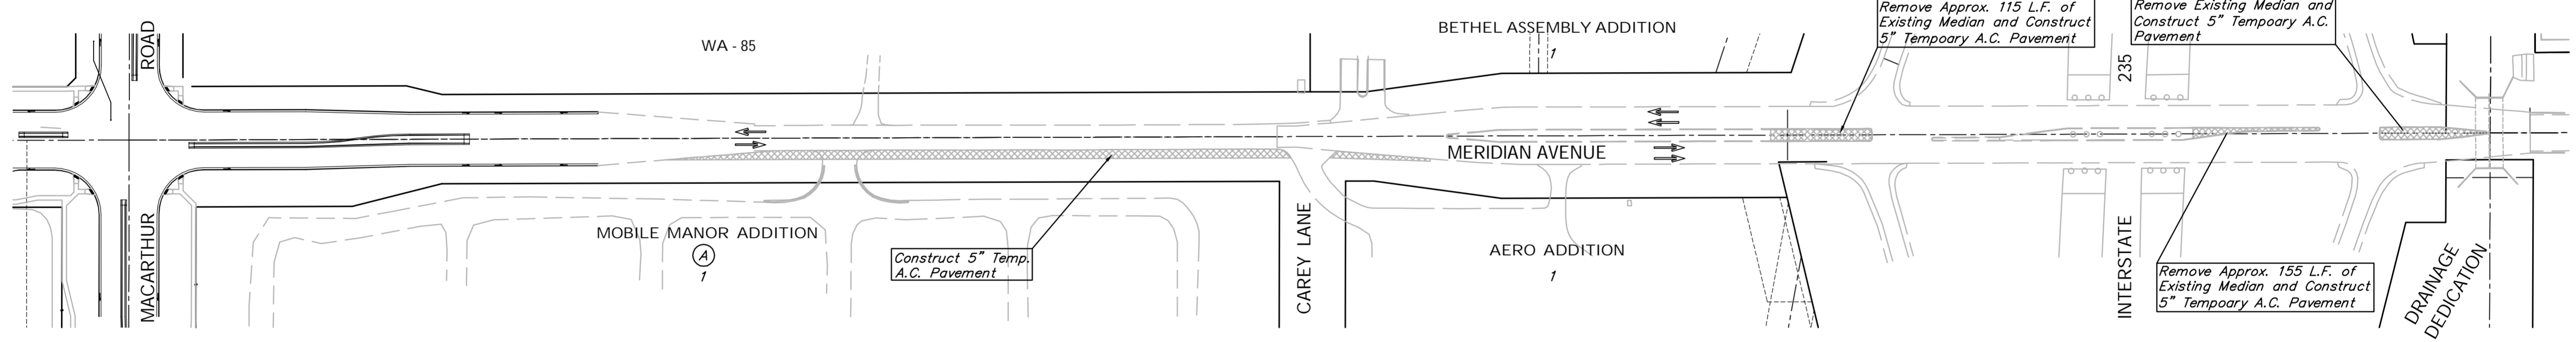 ROAD
WA - 85
BETHEL ASSEMBLY ADDITION
1
Remove Approx. 115 L.F. of
Existing Median and Construct
5" Tempoary A.C. Pavement
Remove Existing Median and
Construct 5" Tempoary A.C.
Pavement
235
MERIDIAN AVENUE
MACARTHUR
MOBILE MANOR ADDITION
A
1
Construct 5" Temp.
A.C. Pavement
CAREY LANE
AERO ADDITION
1
INTERSTATE
Remove Approx. 155 L.F. of
Existing Median and Construct
5" Tempoary A.C. Pavement
DRAINAGE
DEDICATION